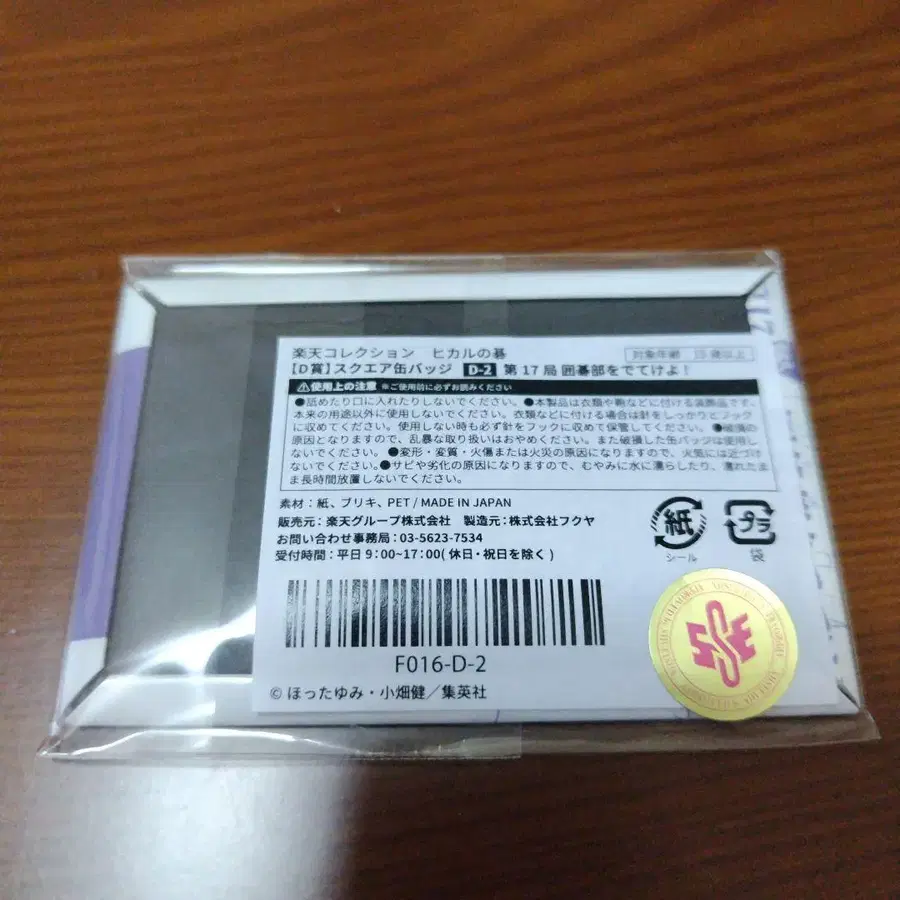 楽天コレクション　ヒカルの碁
対象年齢　15歳以上
【D賞】スクエア缶バッジ　D-2　第17局 囲碁部をでてけよ！
⚠使用上の注意　※ご使用前に必ずお読みください
●舐めたり口に入れたりしないでください。●本製品は衣類や鞄などに付ける装飾品です。
本来の用途以外に使用しないでください。衣類などに付ける場合は針をしっかりとフック
に収めてください。使用しない時も必ず針をフックに収めて保管してください。●破損の
原因となりますので、乱暴な取り扱いはおやめください。また破損した缶バッジは使用し
ないでください。●変形・変質・火傷または火災の原因になりますので、火気には近づけ
ないでください。●サビや劣化の原因になりますので、むやみに水に濡らしたり、濡れたま
ま長時間放置しないでください。
素材：紙、ブリキ、PET / MADE IN JAPAN
販売元：楽天グループ株式会社　製造元：株式会社フクヤ
お問い合わせ事務局：03-5623-7534
受付時間：平日 9：00~17：00( 休日・祝日を除く )
紙
シール
プラ
袋
F016-D-2
© ほったゆみ・小畑健／集英社